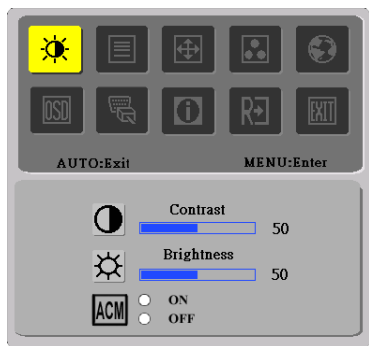 OSD
i
R
EXIT
AUTO:Exit MENU:Enter
Contrast
50
Brightness
50
ACM ON
OFF